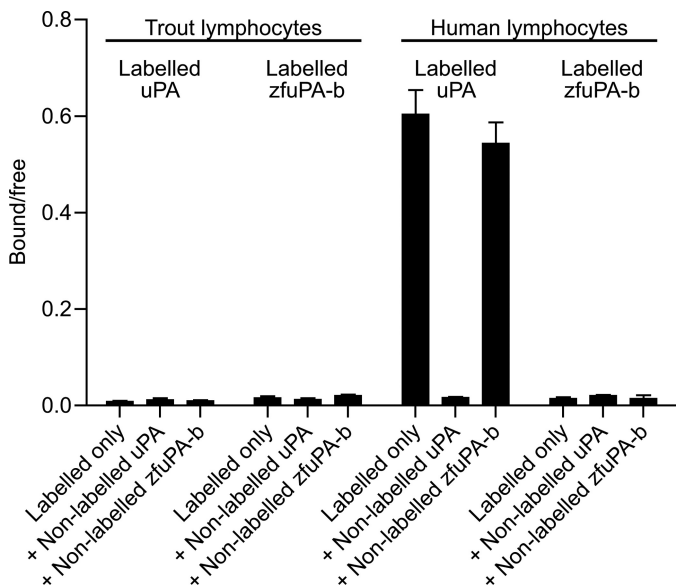 0.8
0.6
0.4
0.2
0.0
Bound/free
Trout lymphocytes
Human lymphocytes
Labelled
uPA
Labelled
zfuPA-b
Labelled
uPA
Labelled
zfuPA-b
Labelled only
+ Non-labelled uPA
+ Non-labelled zfuPA-b
Labelled only
+ Non-labelled uPA
+ Non-labelled zfuPA-b
Labelled only
+ Non-labelled uPA
+ Non-labelled zfuPA-b
Labelled only
+ Non-labelled uPA
+ Non-labelled zfuPA-b